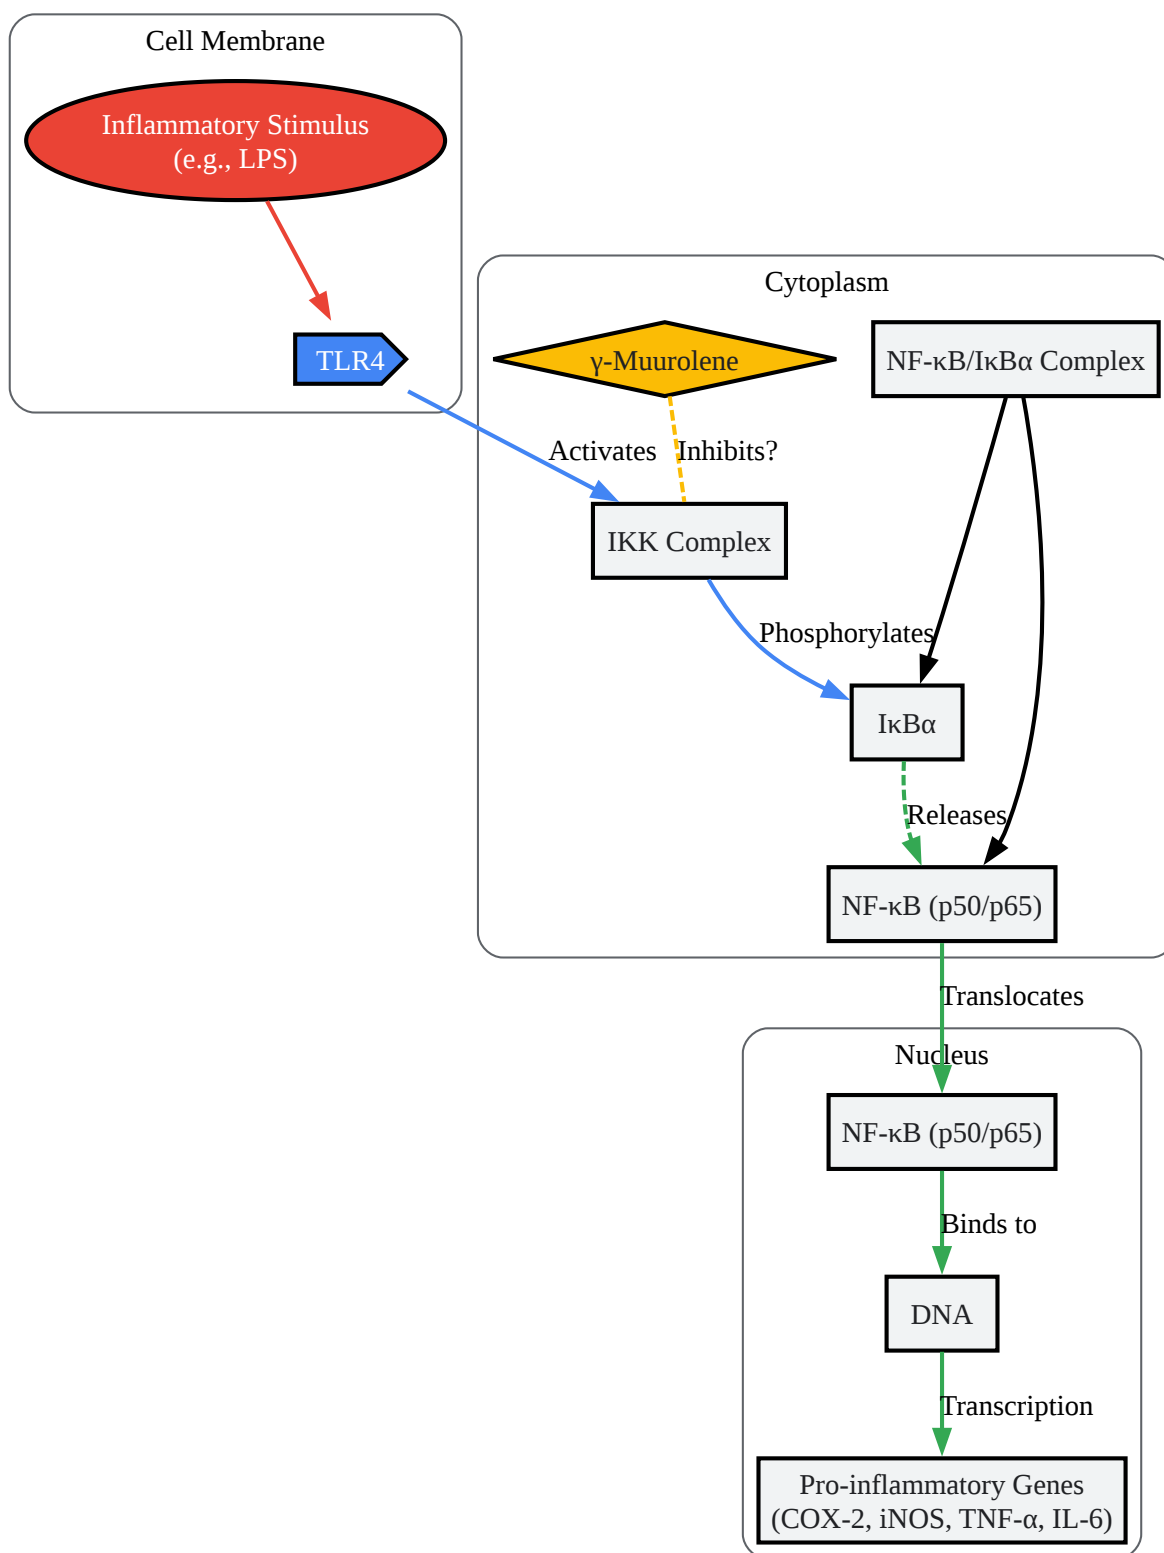 Cell Membrane
Inflammatory Stimulus
(e.g., LPS)
TLR4
Cytoplasm
γ-Muurolene
NF-κB/IκBα Complex
Activates
Inhibits?
IKK Complex
Phosphorylates
IκBα
Releases
NF-κB (p50/p65)
Translocates
Nucleus
NF-κB (p50/p65)
Binds to
DNA
Transcription
Pro-inflammatory Genes
(COX-2, iNOS, TNF-α, IL-6)